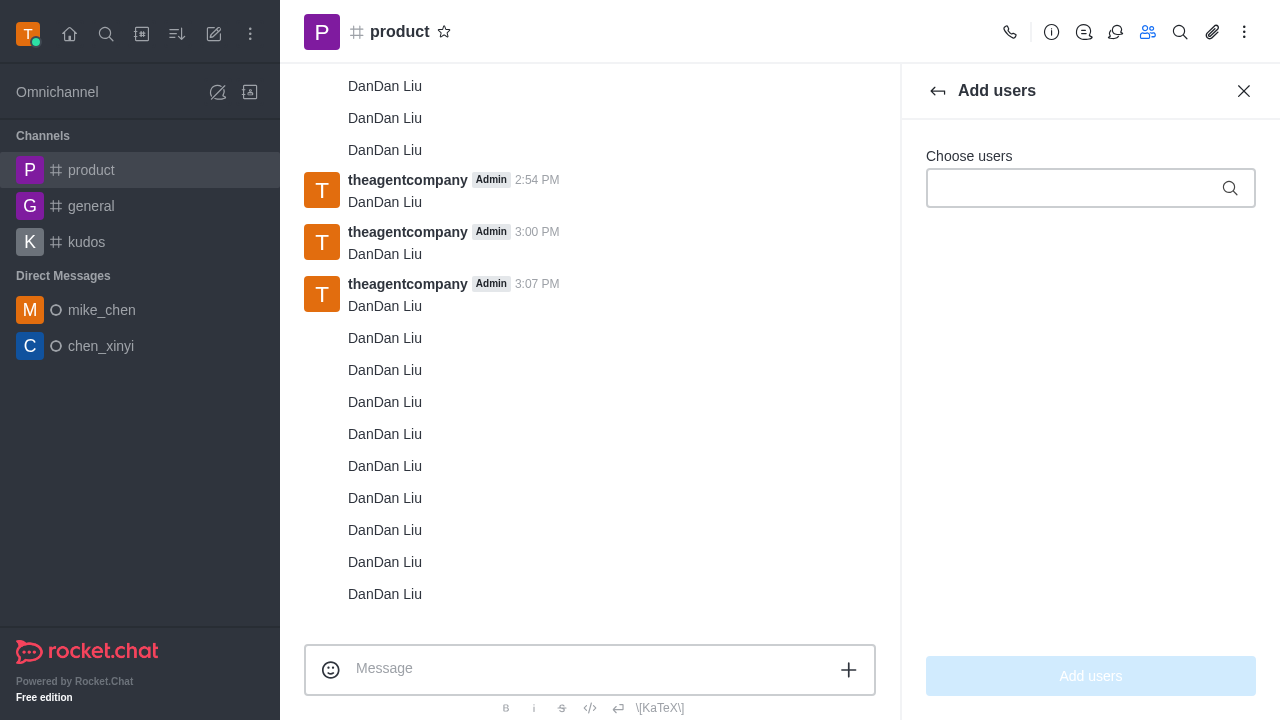 T
Omnichannel
Channels
P product
G general
K kudos
Direct Messages
M mike_chen
C chen_xinyi
rocket.chat
Powered by Rocket.Chat
Free edition
P product
DanDan Liu
DanDan Liu
DanDan Liu
T theagentcompany Admin 2:54 PM
DanDan Liu
T theagentcompany Admin 3:00 PM
DanDan Liu
T theagentcompany Admin 3:07 PM
DanDan Liu
DanDan Liu
DanDan Liu
DanDan Liu
DanDan Liu
DanDan Liu
DanDan Liu
DanDan Liu
DanDan Liu
DanDan Liu
Message
B i S \[KaTeX\]
Add users
Choose users
Add users